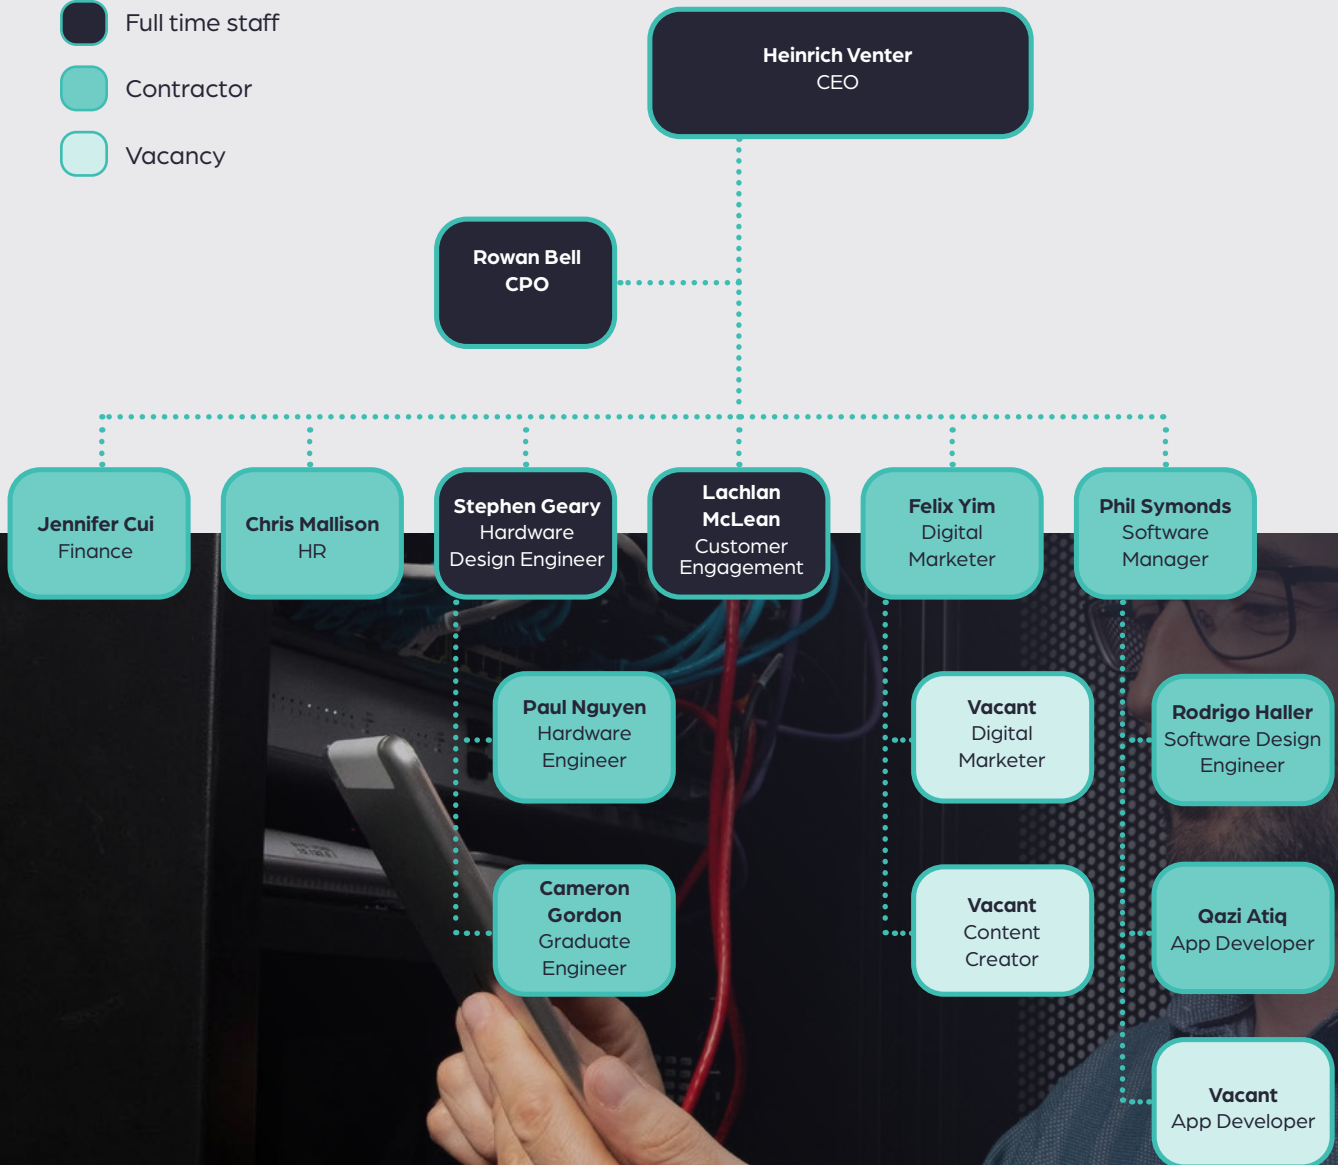 Full time staff
Contractor
Vacancy
Heinrich Venter
CEO
Rowan Bell
CPO
Jennifer Cui
Finance
Chris Mallison
HR
Stephen Geary
Hardware
Design Engineer
Lachlan
McLean
Customer
Engagement
Felix Yim
Digital
Marketer
Phil Symonds
Software
Manager
Paul Nguyen
Hardware
Engineer
Cameron
Gordon
Graduate
Engineer
Vacant
Digital
Marketer
Vacant
Content
Creator
Rodrigo Haller
Software Design
Engineer
Qazi Atiq
App Developer
Vacant
App Developer